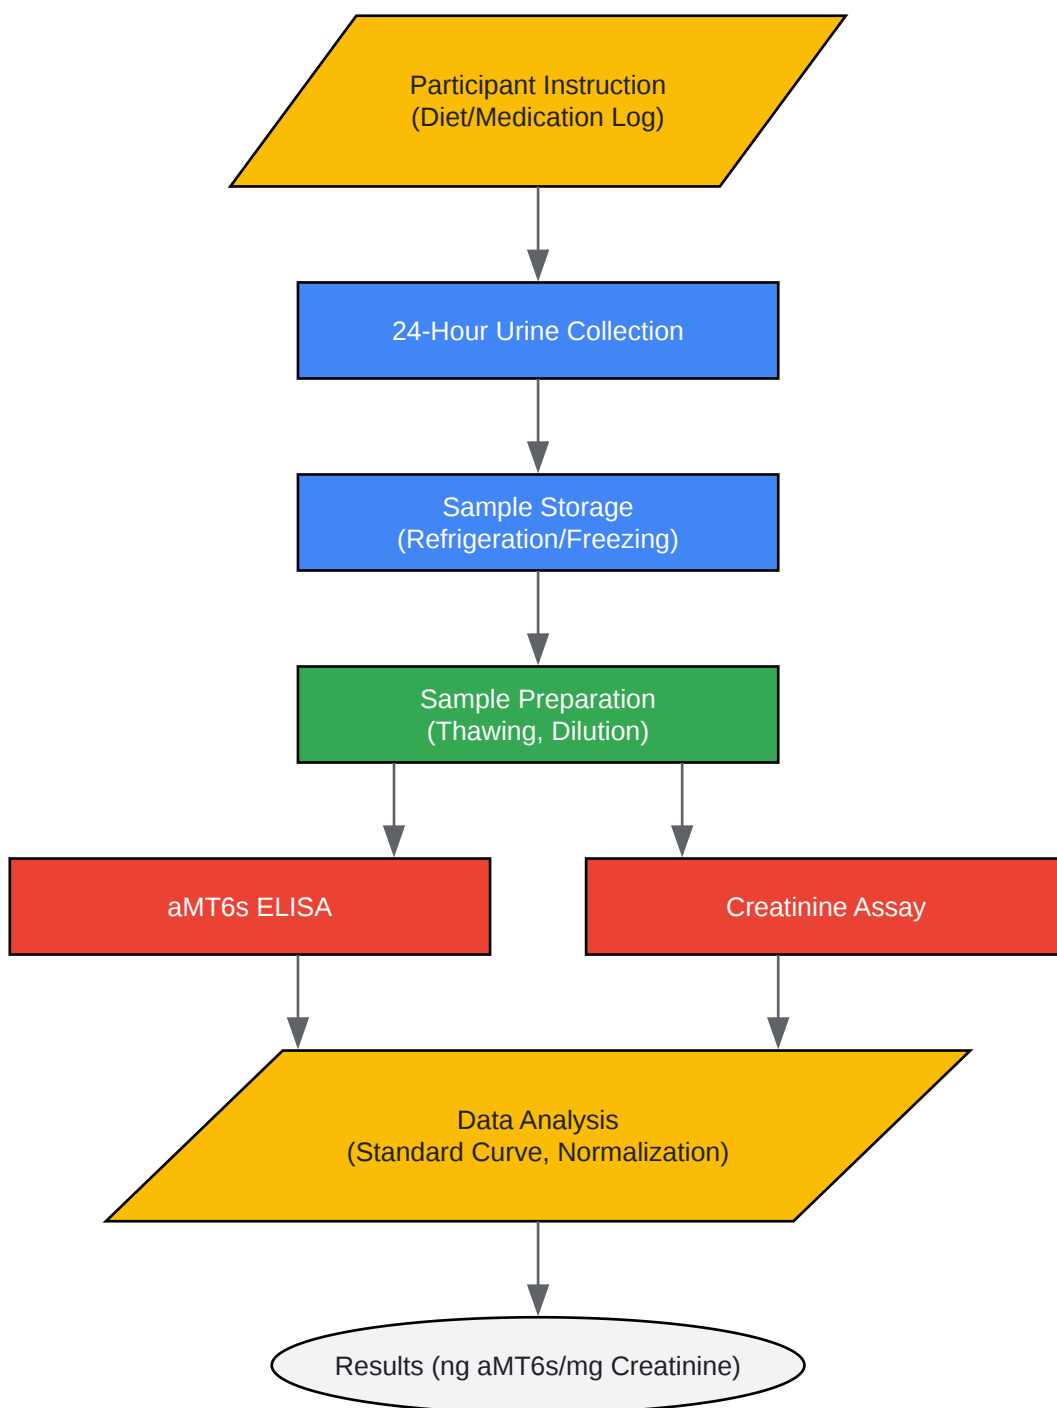 Participant Instruction
(Diet/Medication Log)
24-Hour Urine Collection
Sample Storage
(Refrigeration/Freezing)
Sample Preparation
(Thawing, Dilution)
aMT6s ELISA
Creatinine Assay
Data Analysis
(Standard Curve, Normalization)
Results (ng aMT6s/mg Creatinine)